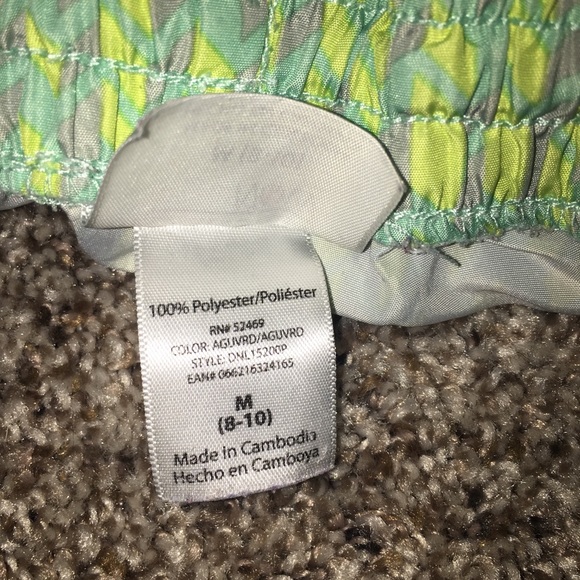 100% Polyester/Poliéster
RN# 52469
COLOR: AGUVRD/AGUVRD
STYLE: DNL15200P
EAN# 066216324165
M
(8-10)
Made in Cambodia
Hecho en Camboya